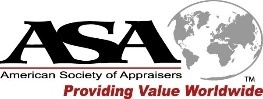 ASA
American Society of Appraisers
TM
Providing Value Worldwide